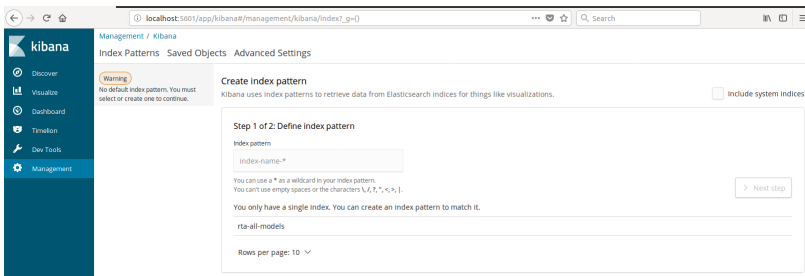 localhost:5601/app/kibana#/management/kibana/index?_g=()
Search
kibana
Discover
Visualize
Dashboard
Timelion
Dev Tools
Management
Management / Kibana
Index Patterns Saved Objects Advanced Settings
Warning
No default index pattern. You must
select or create one to continue.
Create index pattern
Kibana uses index patterns to retrieve data from Elasticsearch indices for things like visualizations.
Include system indices
Step 1 of 2: Define index pattern
Index pattern
index-name-*
You can use a * as a wildcard in your index pattern.
You can't use empty spaces or the characters \, /, ?, ", <, >, |.
Next step
You only have a single index. You can create an index pattern to match it.
rta-all-models
Rows per page: 10